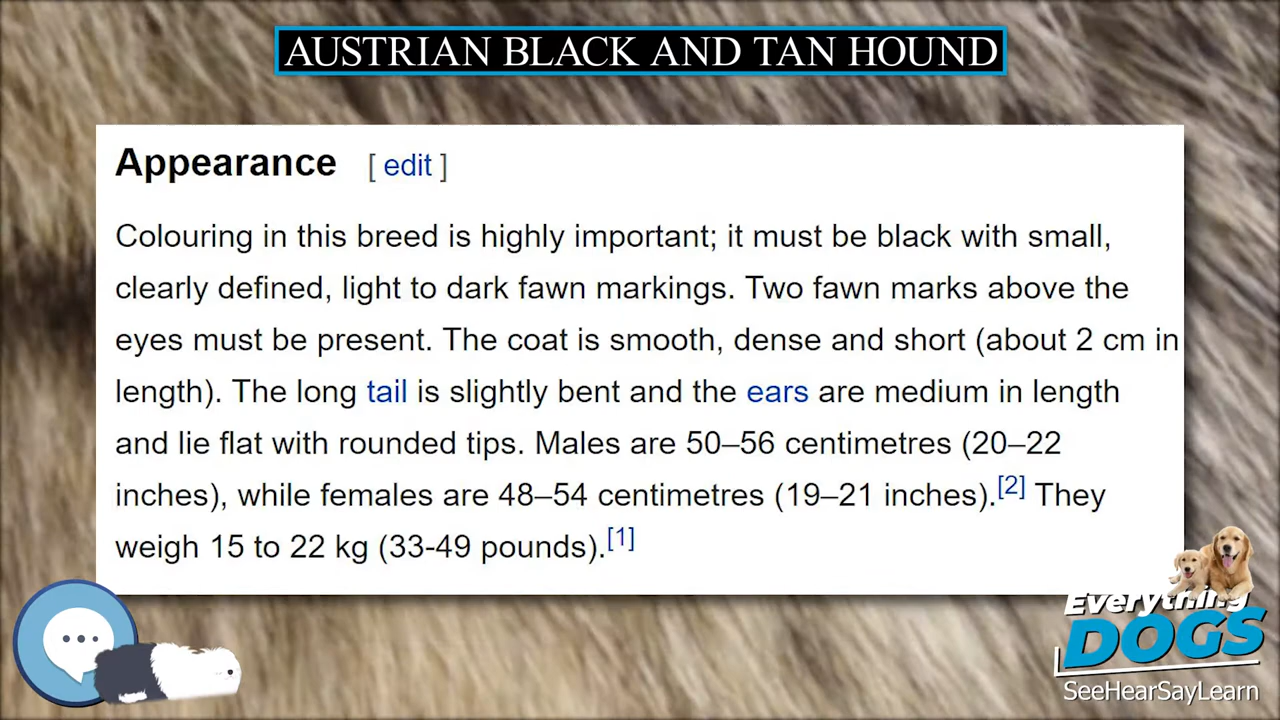 AUSTRIAN BLACK AND TAN HOUND
Appearance [ edit ]
Colouring in this breed is highly important; it must be black with small,
clearly defined, light to dark fawn markings. Two fawn marks above the
eyes must be present. The coat is smooth, dense and short (about 2 cm in
length). The long tail is slightly bent and the ears are medium in length
and lie flat with rounded tips. Males are 50–56 centimetres (20–22
inches), while females are 48–54 centimetres (19–21 inches).[2] They
weigh 15 to 22 kg (33-49 pounds).[1]
Everything
DOGS
SeeHearSayLearn